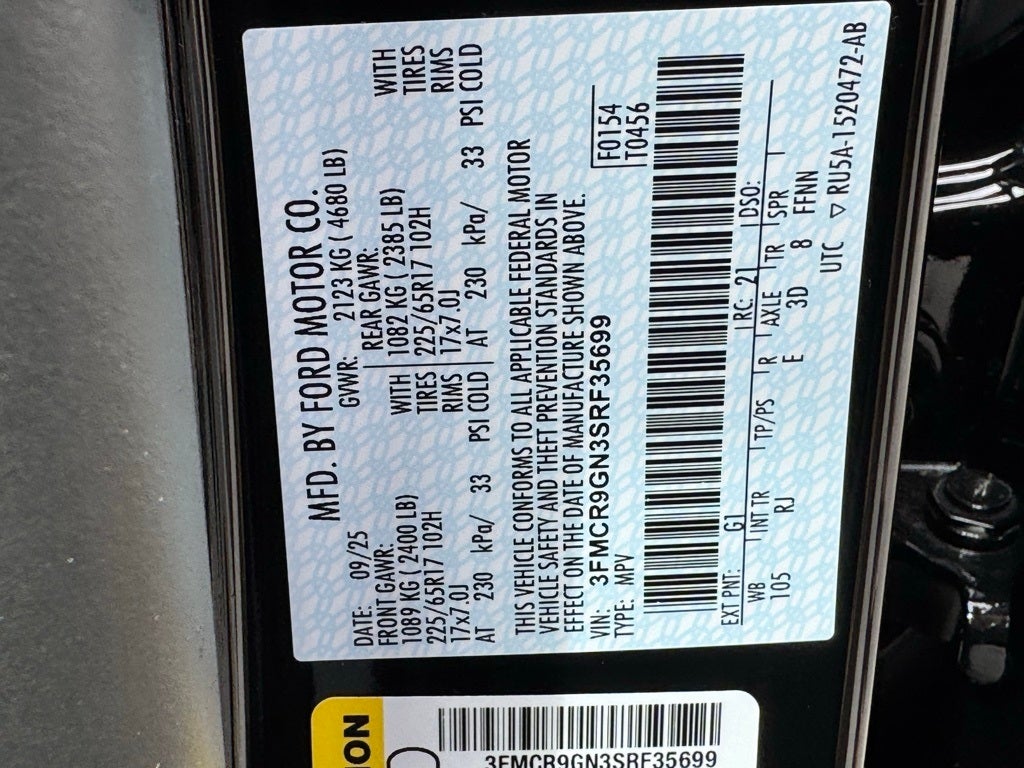 MFD. BY FORD MOTOR CO.
DATE: 09/25 GVWR: 2123 KG ( 4680 LB)
FRONT GAWR: REAR GAWR:
1089 KG ( 2400 LB) WITH 1082 KG ( 2385 LB) WITH
225/65R17 102H TIRES 225/65R17 102H TIRES
17x7.0J RIMS 17x7.0J RIMS
AT 230 kPa/ 33 PSI COLD AT 230 kPa/ 33 PSI COLD
THIS VEHICLE CONFORMS TO ALL APPLICABLE FEDERAL MOTOR
VEHICLE SAFETY AND THEFT PREVENTION STANDARDS IN
EFFECT ON THE DATE OF MANUFACTURE SHOWN ABOVE.
VIN: 3FMCR9GN3SRF35699 F0154
TYPE: MPV T0456
EXT PNT: G1 RC: 21 DSO:
WB INT TR TP/PS R AXLE TR SPR
105 RJ E 3D 8 FFNN
UTC ▽ RU5A-1520472-AB
ION
3FMCR9GN3SRF35699